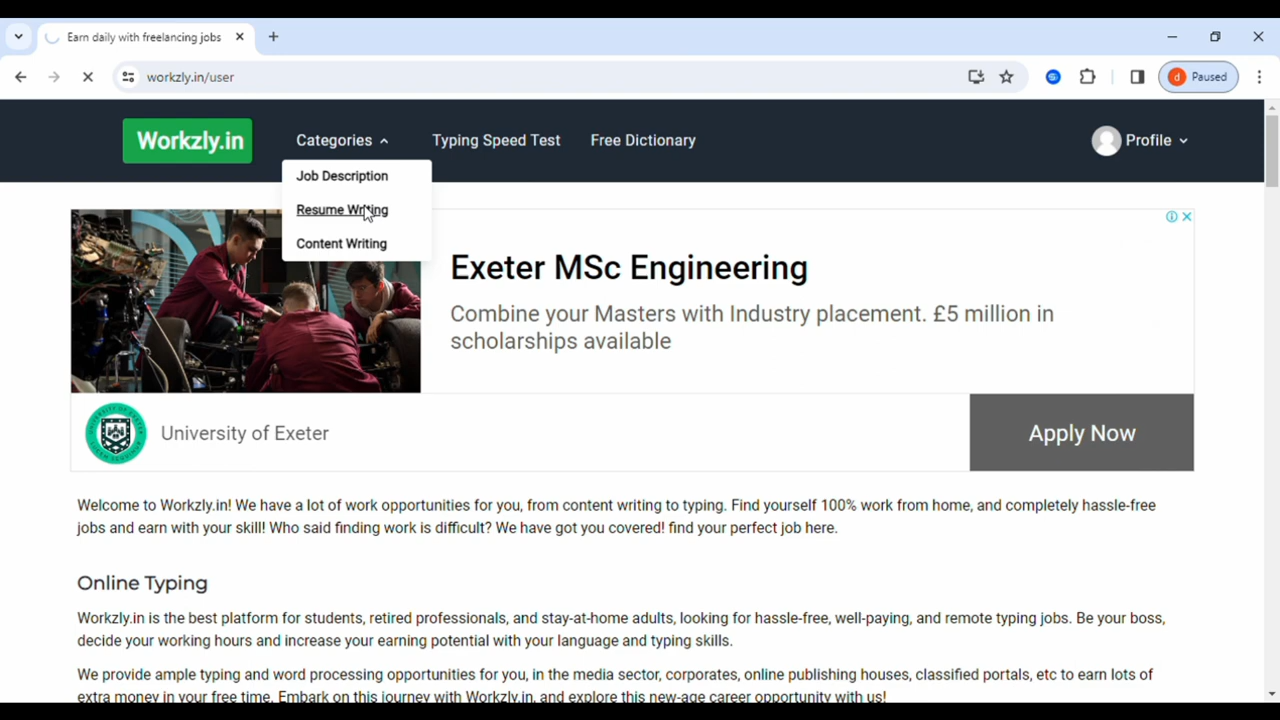 Earn daily with freelancing jobs
workzly.in/user
d Paused
Workzly.in
Categories
Typing Speed Test
Free Dictionary
Profile
Job Description
Resume Writing
Content Writing
Exeter MSc Engineering
Combine your Masters with Industry placement. £5 million in
scholarships available
University of Exeter
Apply Now
Welcome to Workzly.in! We have a lot of work opportunities for you, from content writing to typing. Find yourself 100% work from home, and completely hassle-free
jobs and earn with your skill! Who said finding work is difficult? We have got you covered! find your perfect job here.
Online Typing
Workzly.in is the best platform for students, retired professionals, and stay-at-home adults, looking for hassle-free, well-paying, and remote typing jobs. Be your boss,
decide your working hours and increase your earning potential with your language and typing skills.
We provide ample typing and word processing opportunities for you, in the media sector, corporates, online publishing houses, classified portals, etc to earn lots of
extra money in your free time. Embark on this journey with Workzly.in, and explore this new-age career opportunity with us!